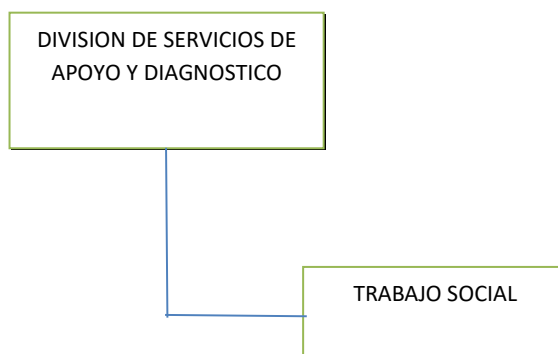 DIVISION DE SERVICIOS DE
APOYO Y DIAGNOSTICO
TRABAJO SOCIAL